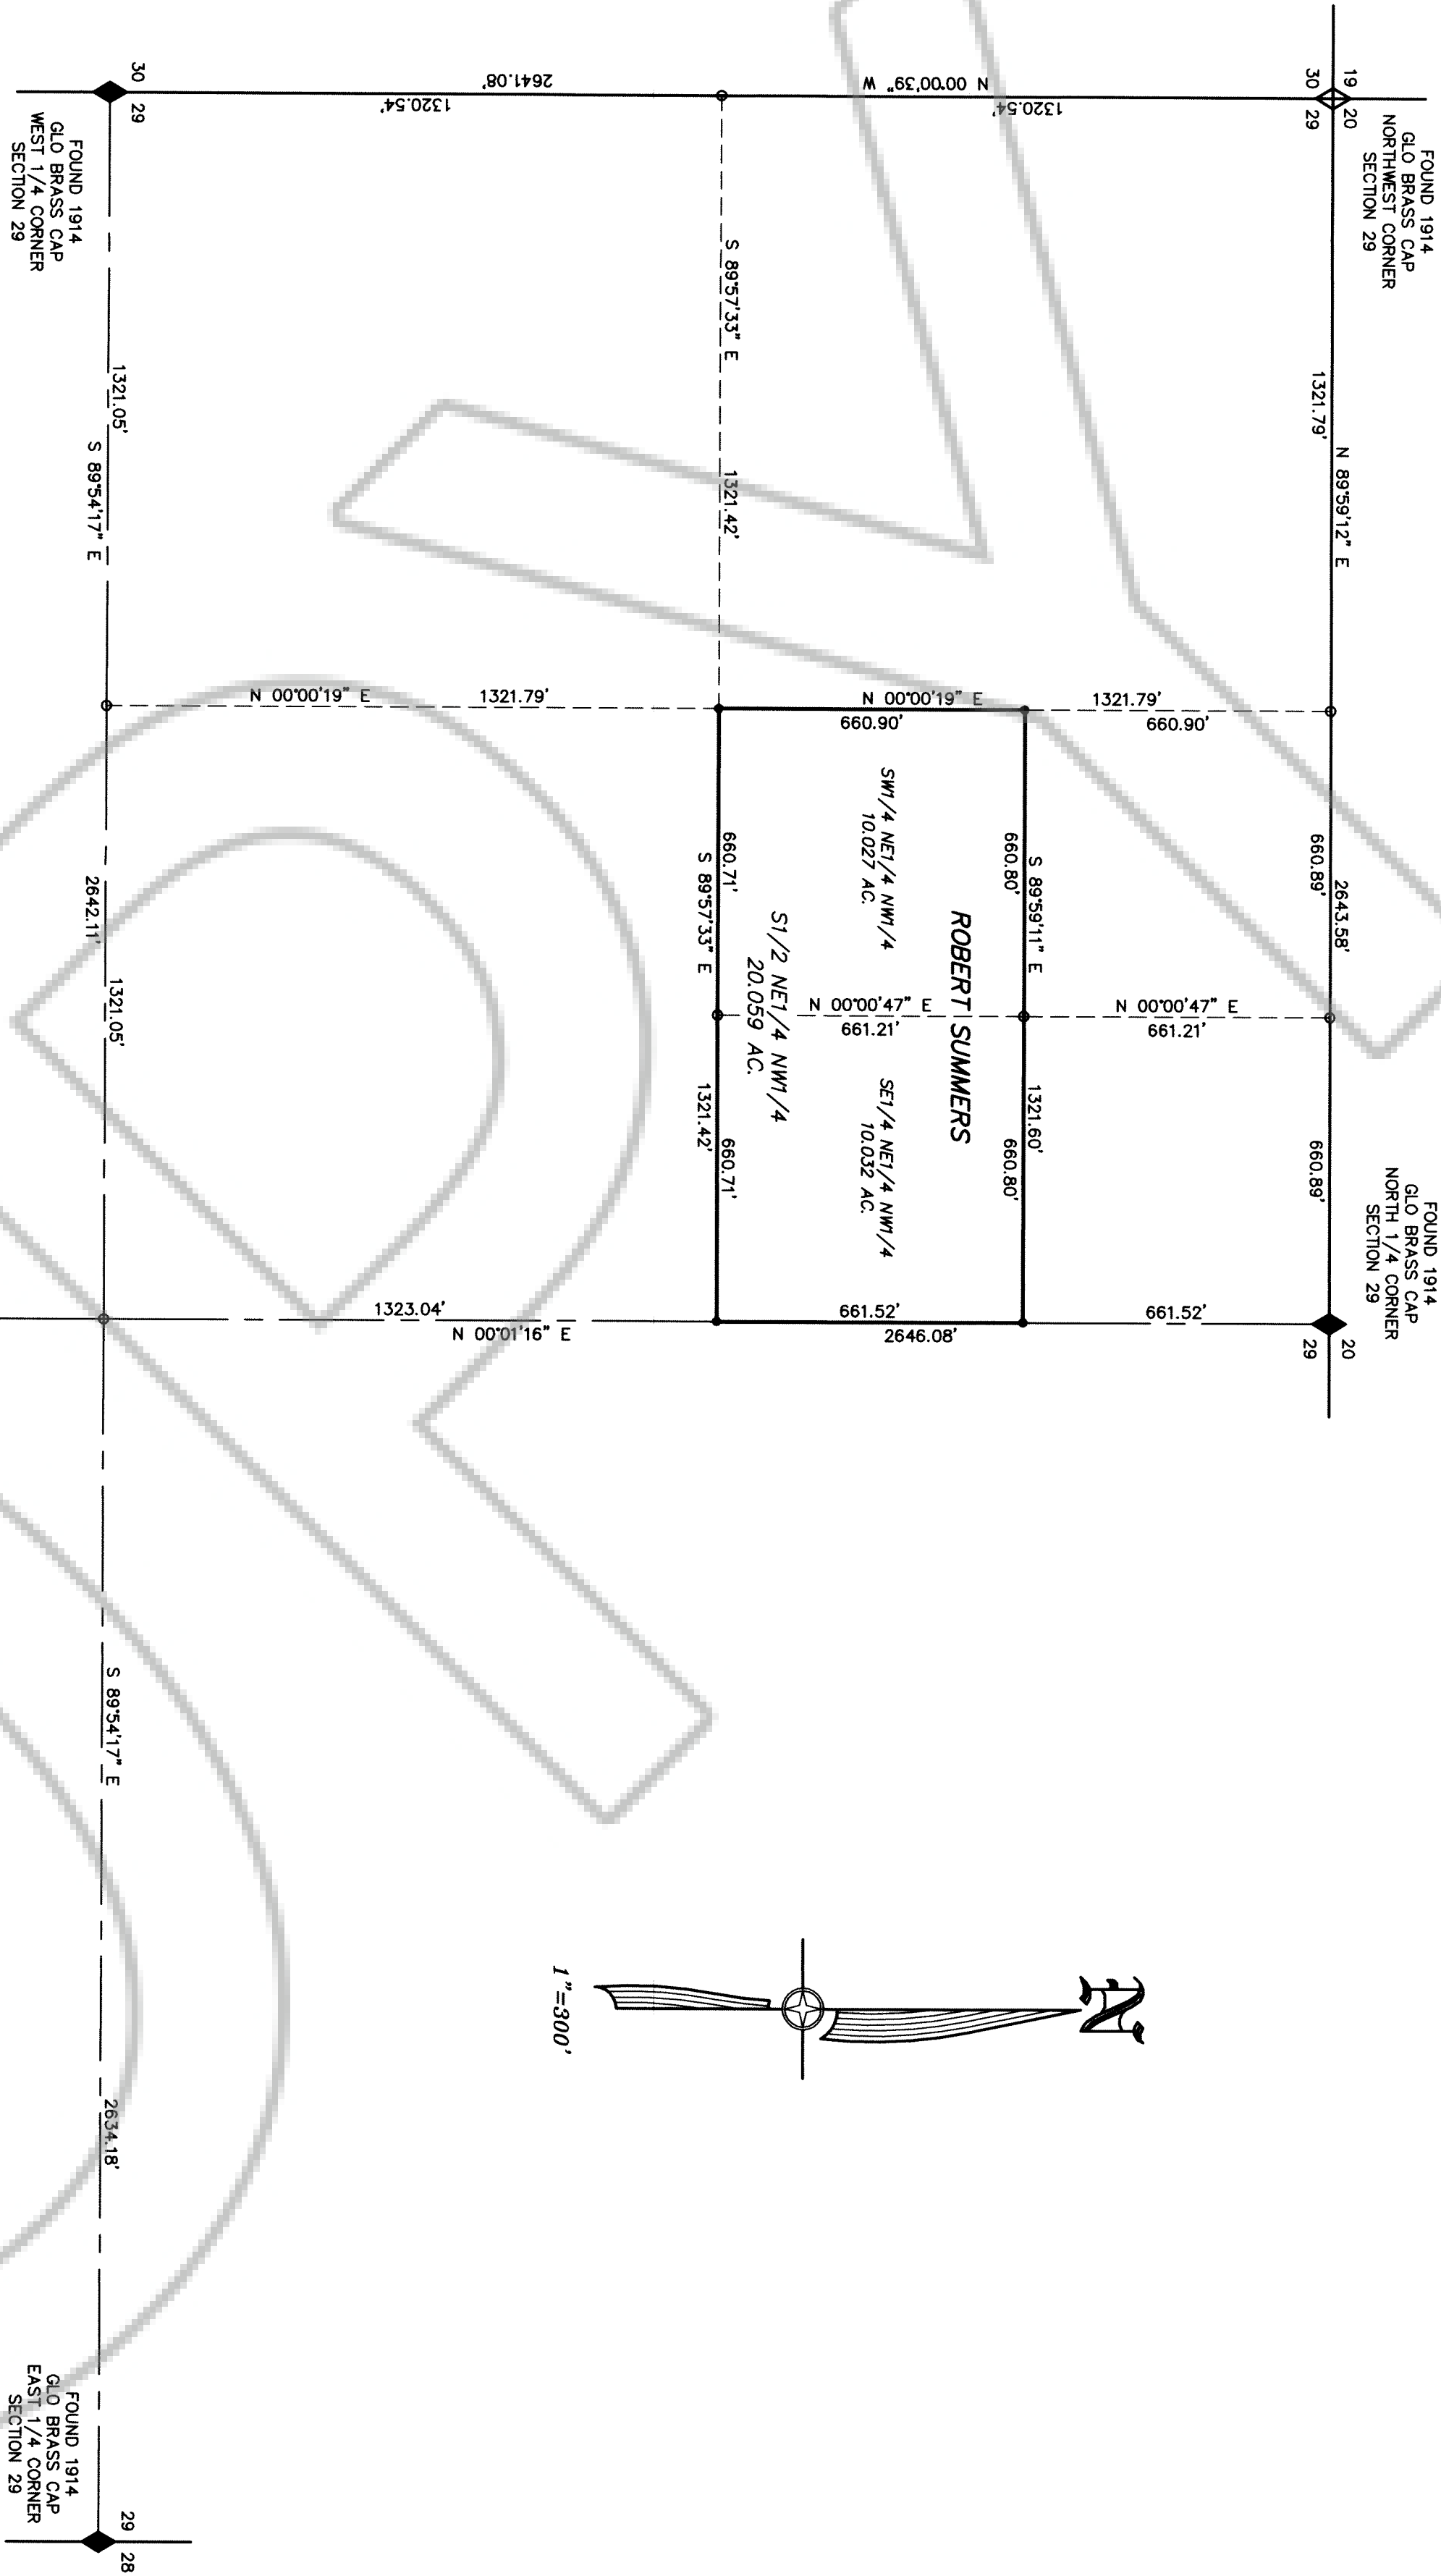 FOUND 1914
GLO BRASS CAP
NORTHWEST CORNER
SECTION 29
19
20
30
29
N 89°59'12" E
1321.79'
660.89'
2643.58'
660.89'
FOUND 1914
GLO BRASS CAP
NORTH 1/4 CORNER
SECTION 29
20
29
N 00°00'39" W
1320.54'
2641.08'
1320.54'
1321.79'
660.90'
N 00°00'47" E
661.21'
661.52'
S 89°59'11" E
660.80'
1321.60'
660.80'
ROBERT SUMMERS
N 00°00'19" E
660.90'
SW1/4 NE1/4 NW1/4
10.027 AC.
N 00°00'47" E
661.21'
SE1/4 NE1/4 NW1/4
10.032 AC.
661.52'
2646.08'
S1/2 NE1/4 NW1/4
20.059 AC.
S 89°57'33" E
1321.42'
660.71'
S 89°57'33" E
660.71'
1321.42'
N 00°00'19" E
1321.79'
1323.04'
N 00°01'16" E
N
1"=300'
30
29
FOUND 1914
GLO BRASS CAP
WEST 1/4 CORNER
SECTION 29
1321.05'
S 89°54'17" E
2642.11'
1321.05'
S 89°54'17" E
2634.18'
FOUND 1914
GLO BRASS CAP
EAST 1/4 CORNER
SECTION 29
29
28